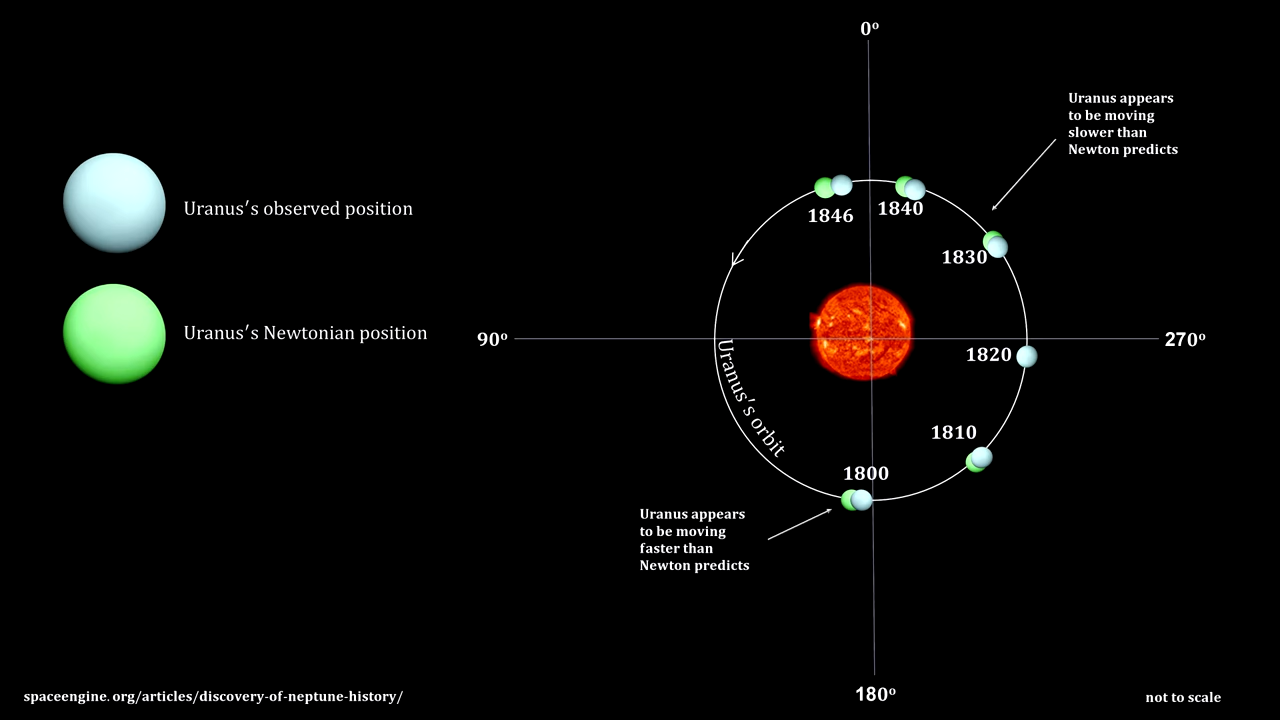 0º
Uranus appears
to be moving
slower than
Newton predicts
Uranus's observed position
1846
1840
1830
Uranus's Newtonian position
90º
270º
1820
Uranus's orbit
1810
1800
Uranus appears
to be moving
faster than
Newton predicts
180º
spaceengine.org/articles/discovery-of-neptune-history/
not to scale